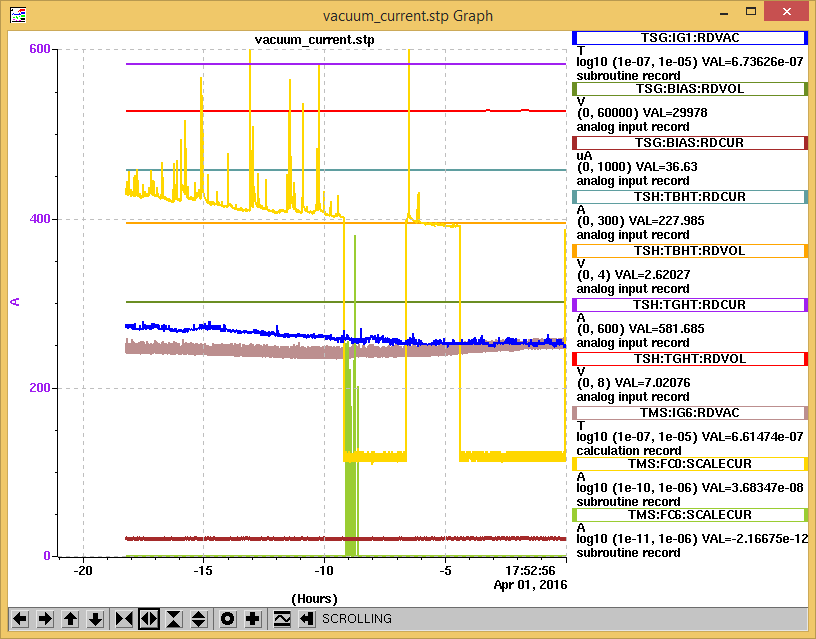 vacuum_current.stp Graph
vacuum_current.stp
600
400
200
0
A
-20
-15
-10
-5
17:52:56
Apr 01, 2016
(Hours)
TSG:IG1:RDVAC
T
log10 (1e-07, 1e-05) VAL=6.73626e-07
subroutine record
TSG:BIAS:RDVOL
V
(0, 60000) VAL=29978
analog input record
TSG:BIAS:RDCUR
uA
(0, 1000) VAL=36.63
analog input record
TSH:TBHT:RDCUR
A
(0, 300) VAL=227.985
analog input record
TSH:TBHT:RDVOL
V
(0, 4) VAL=2.62027
analog input record
TSH:TGHT:RDCUR
A
(0, 600) VAL=581.685
analog input record
TSH:TGHT:RDVOL
V
(0, 8) VAL=7.02076
analog input record
TMS:IG6:RDVAC
T
log10 (1e-07, 1e-05) VAL=6.61474e-07
calculation record
TMS:FC0:SCALECUR
A
log10 (1e-10, 1e-06) VAL=3.68347e-08
subroutine record
TMS:FC6:SCALECUR
A
log10 (1e-11, 1e-06) VAL=-2.16675e-12
subroutine record
SCROLLING